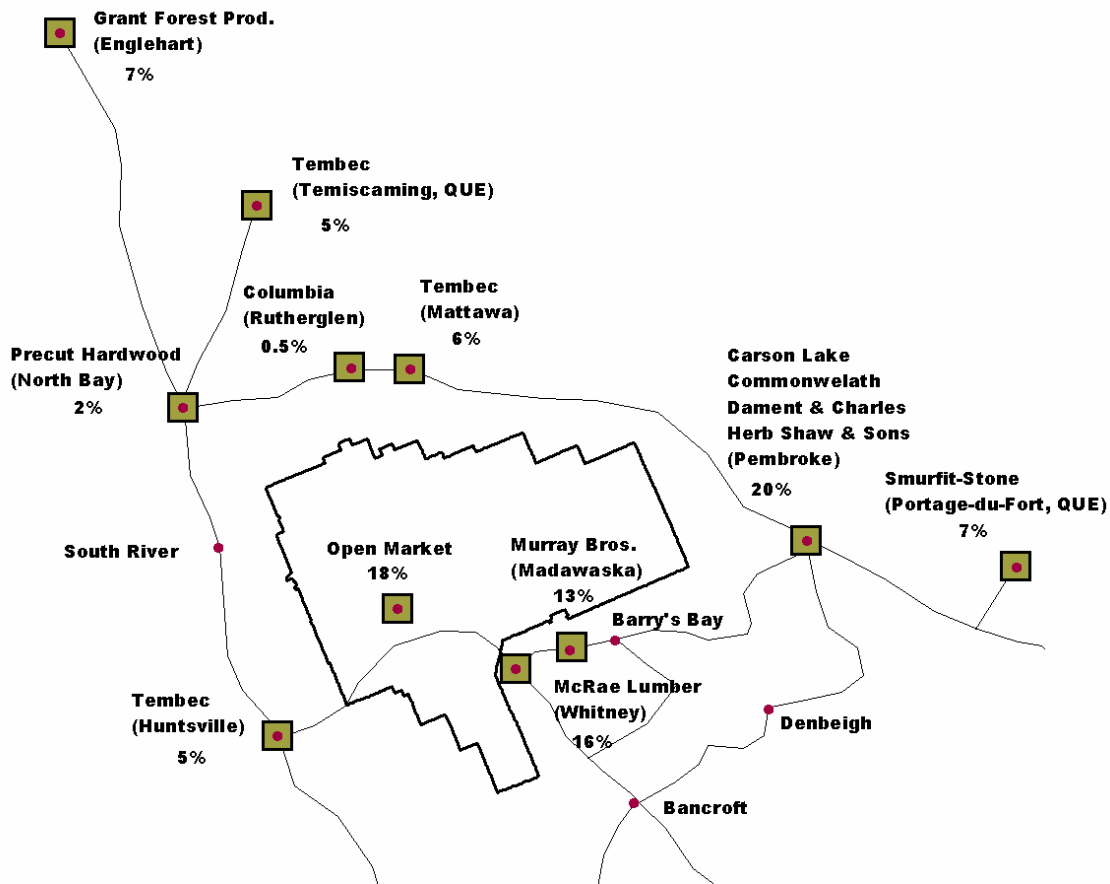 Grant Forest Prod.
(Englehart)
7%
Tembec
(Temiscaming, QUE)
5%
Columbia
(Rutherglen)
0.5%
Tembec
(Mattawa)
6%
Precut Hardwood
(North Bay)
2%
Carson Lake
Commonwelath
Dament & Charles
Herb Shaw & Sons
(Pembroke)
20%
Smurfit-Stone
(Portage-du-Fort, QUE)
7%
South River
Open Market
18%
Murray Bros.
(Madawaska)
13%
Barry's Bay
McRae Lumber
(Whitney)
16%
Tembec
(Huntsville)
5%
Denbeigh
Bancroft